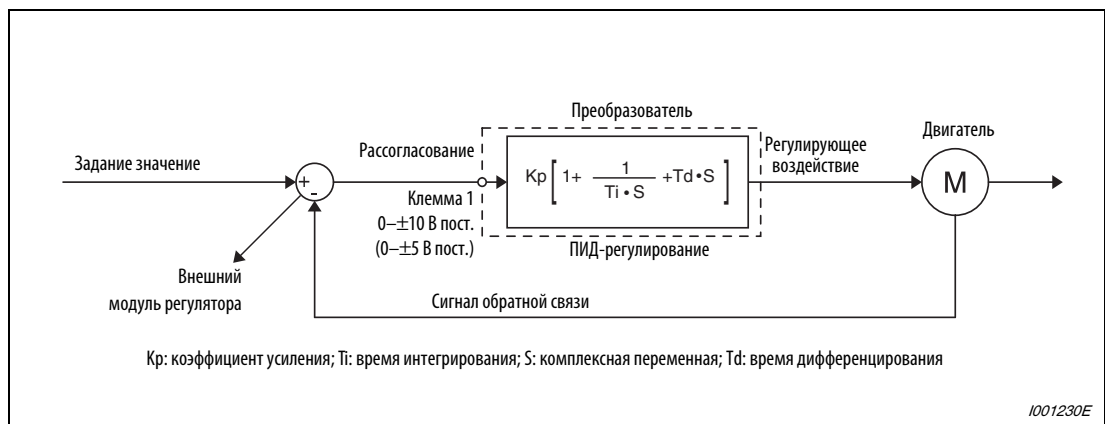 Преобразователь
Двигатель
Задание значение
Рассогласование
Регулирующее
воздействие
+
-
Kp[1+ 1/Ti•S +Td•S]
M
Клемма 1
0–±10 В пост.
(0–±5 В пост.)
ПИД-регулирование
Внешний
модуль регулятора
Сигнал обратной связи
Kp: коэффициент усиления; Ti: время интегрирования; S: комплексная переменная; Td: время дифференцирования
I001230E